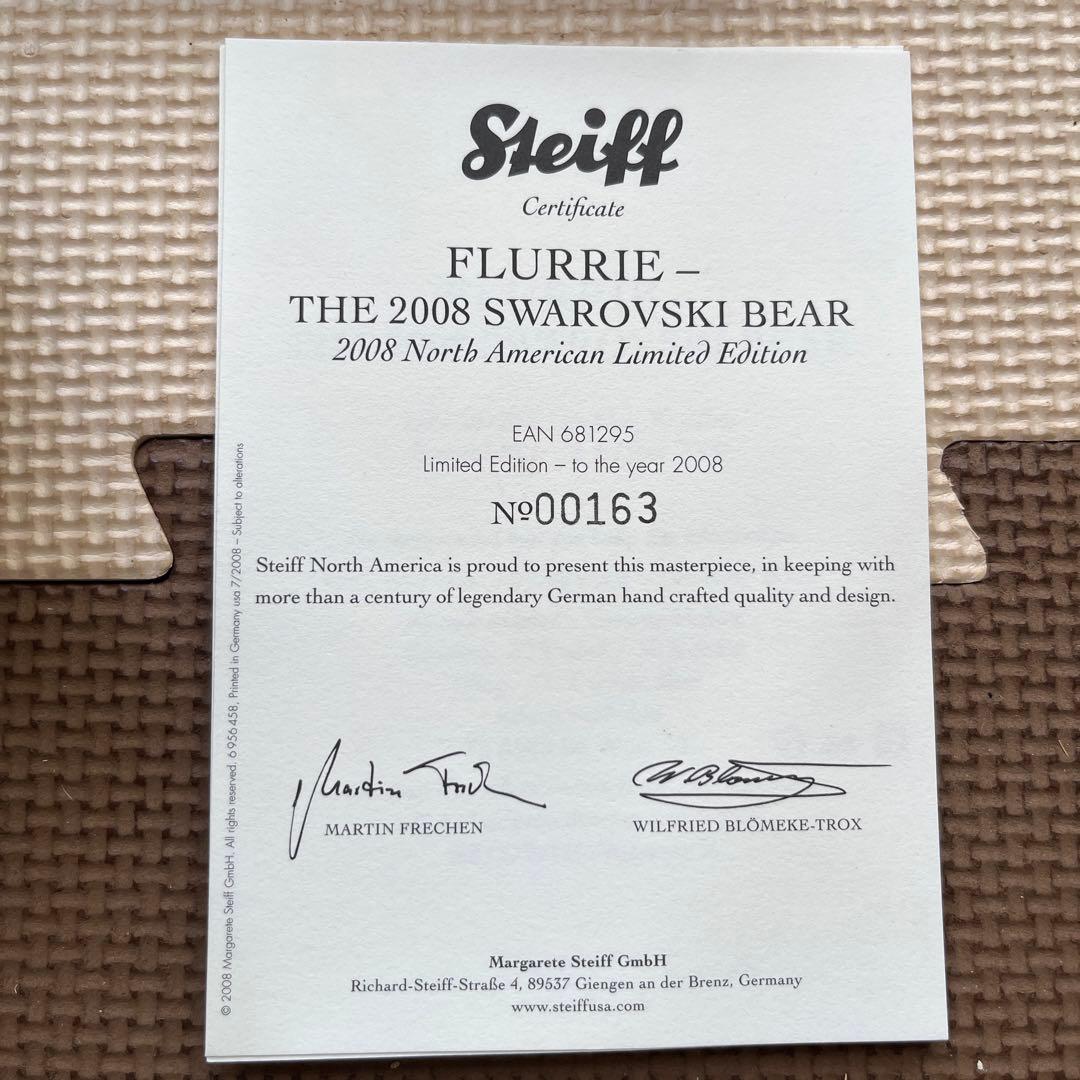 Steiff
Certificate
FLURRIE –
THE 2008 SWAROVSKI BEAR
2008 North American Limited Edition
EAN 681295
Limited Edition – to the year 2008
Nº00163
Steiff North America is proud to present this masterpiece, in keeping with
more than a century of legendary German hand crafted quality and design.
MARTIN FRECHEN
WILFRIED BLÖMEKE-TROX
Margarete Steiff GmbH
Richard-Steiff-Straße 4, 89537 Giengen an der Brenz, Germany
www.steiffusa.com
© 2008 Margarete Steiff GmbH. All rights reserved. 6 956 458, Printed in Germany usa 7/2008 – Subject to alterations